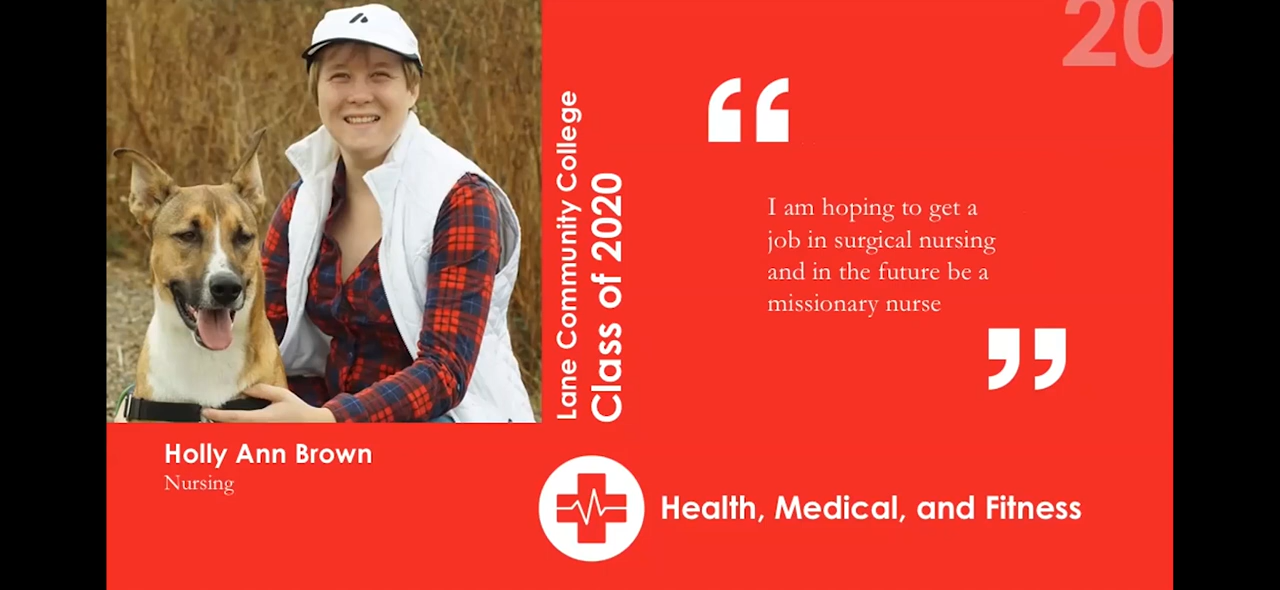 20
Lane Community College
Class of 2020
“
I am hoping to get a
job in surgical nursing
and in the future be a
missionary nurse
”
Holly Ann Brown
Nursing
Health, Medical, and Fitness